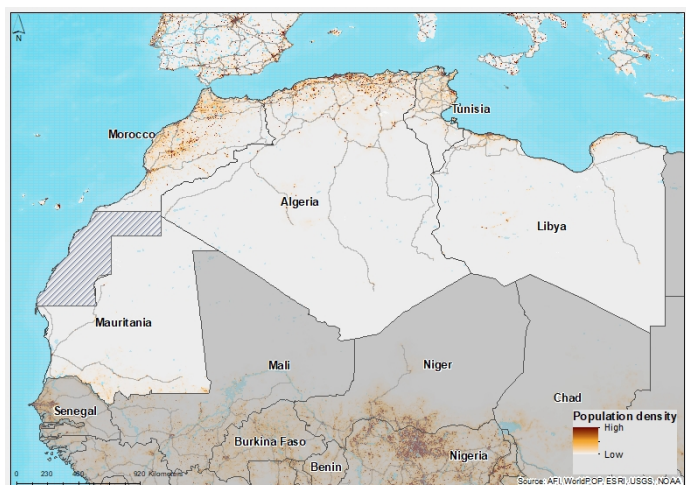 N
Morocco
Tunisia
Algeria
Libya
Mauritania
Mali
Niger
Chad
Senegal
Burkina Faso
Nigeria
Benin
Population density
High
Low
0 230 460 920 Kilometers
Source: AFI, WorldPOP, ESRI, USGS, NOAA